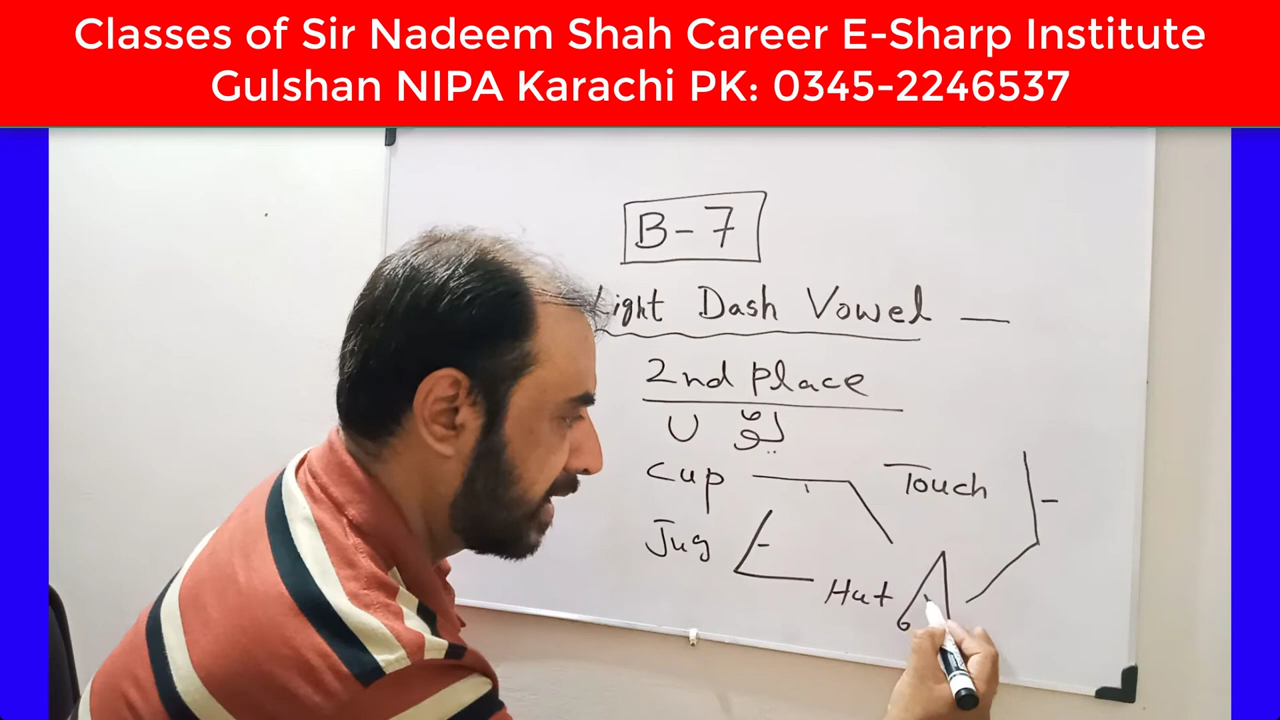 Classes of Sir Nadeem Shah Career E-Sharp Institute
Gulshan NIPA Karachi PK: 0345-2246537
B-7
Light Dash Vowel —
2nd place
U
Cup
Touch
Jug
Hut